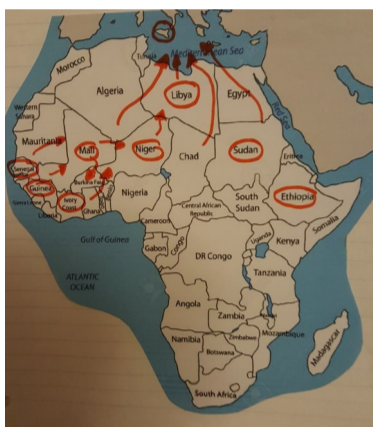 Mediterranean Sea
Tunisia
Morocco
Algeria
Libya
Egypt
Western
Sahara
Red Sea
Mauritania
Mali
Niger
Chad
Sudan
Eritrea
Senegal
Burkina Faso
Guinea
Nigeria
Ethiopia
Sierra Leone
Ivory
Coast
Ghana
Liberia
Central African
Republic
South
Sudan
Somalia
Cameroon
Gulf of Guinea
Uganda
Kenya
Gabon
Congo
DR Congo
ATLANTIC
OCEAN
Tanzania
Angola
Zambia
Mozambique
Zimbabwe
Madagascar
Namibia
Botswana
South Africa